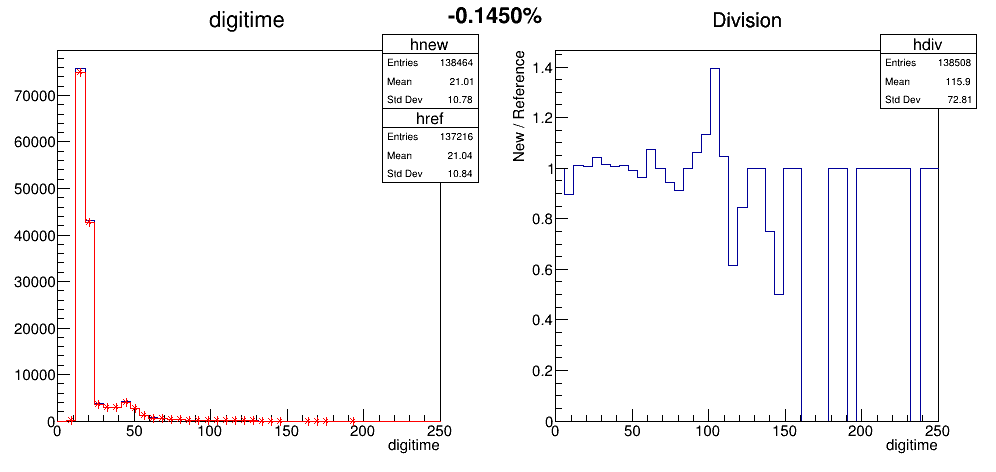 digitime
-0.1450%
Division
hnew
Entries 138464
Mean 21.01
Std Dev 10.78
href
Entries 137216
Mean 21.04
Std Dev 10.84
70000
60000
50000
40000
30000
20000
10000
0
0 50 100 150 200 250
digitime
hdiv
Entries 138508
Mean 115.9
Std Dev 72.81
New / Reference
1.4
1.2
1
0.8
0.6
0.4
0.2
0
0 50 100 150 200 250
digitime